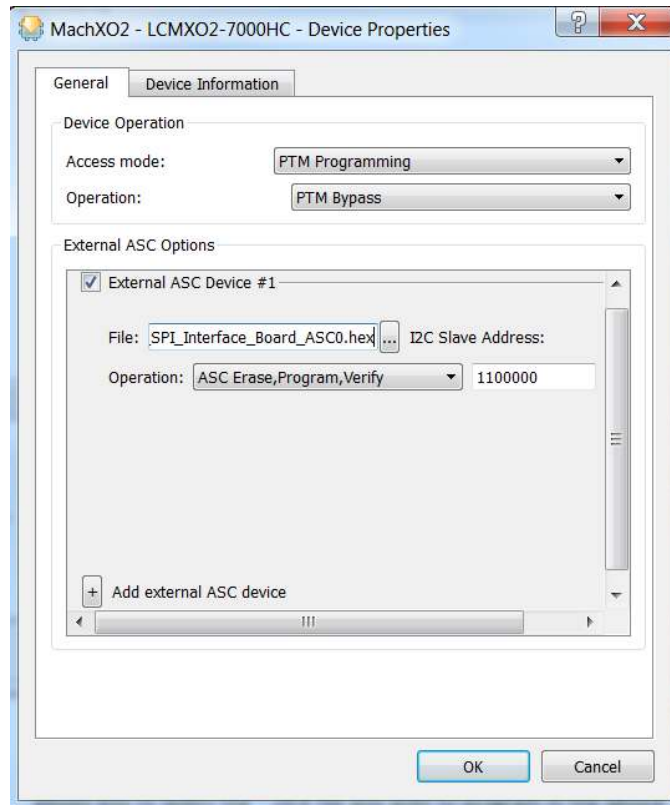 MachXO2 - LCMXO2-7000HC - Device Properties
General Device Information
Device Operation
Access mode: PTM Programming
Operation: PTM Bypass
External ASC Options
External ASC Device #1
File: SPI_Interface_Board_ASC0.hex ... I2C Slave Address:
Operation: ASC Erase,Program,Verify 1100000
+ Add external ASC device
OK Cancel